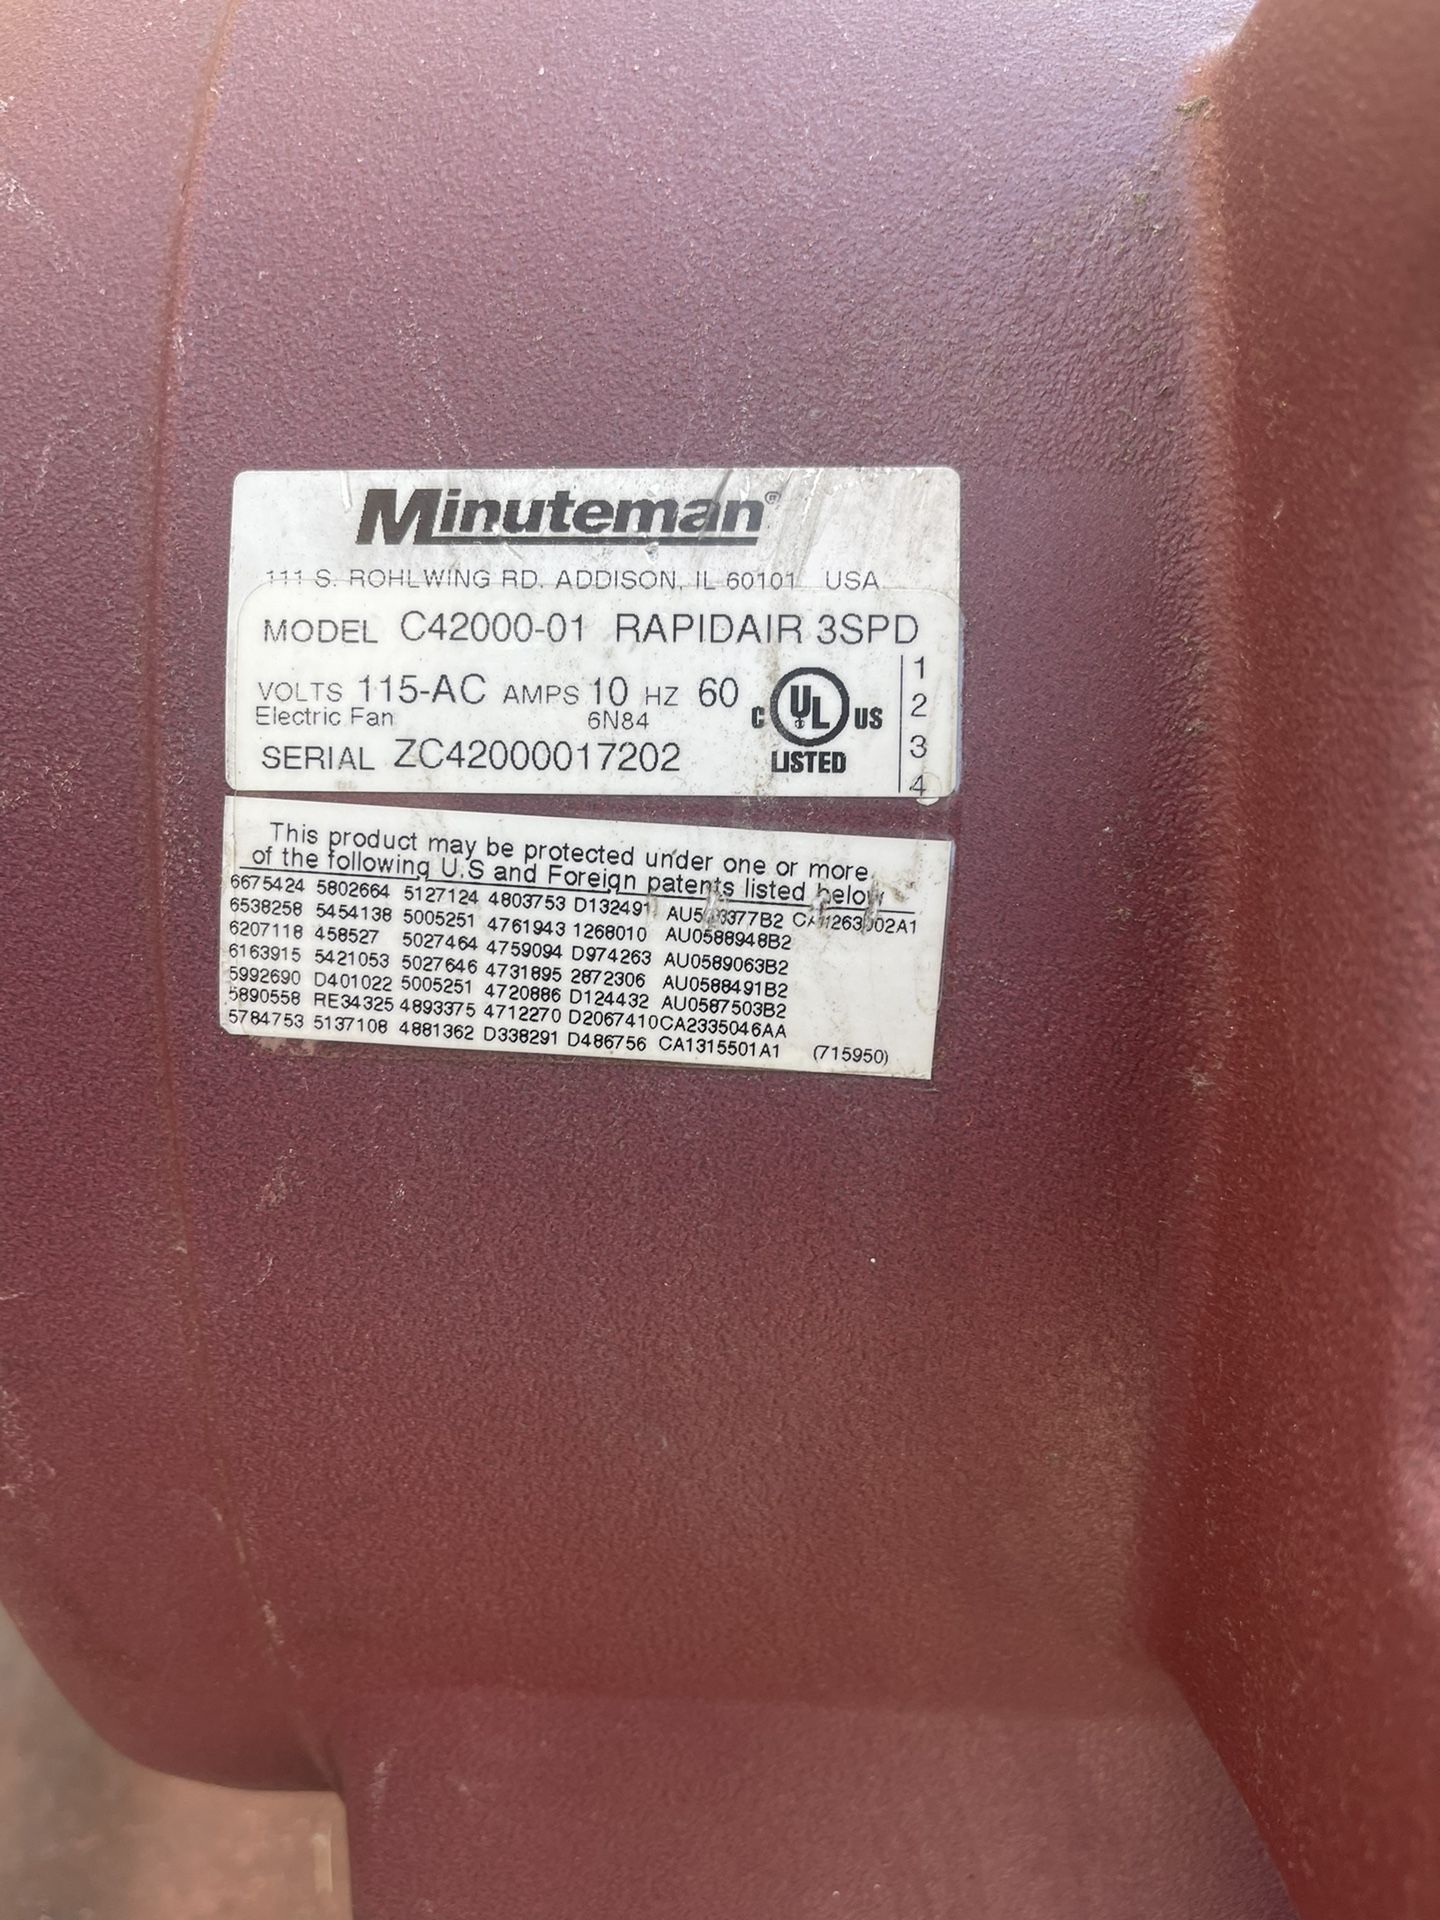 Minuteman®
111 S. ROHLWING RD. ADDISON, IL 60101 USA
MODEL C42000-01 RAPIDAIR 3SPD
VOLTS 115-AC AMPS 10 HZ 60
Electric Fan 6N84
SERIAL ZC42000017202
C UL US
LISTED
1
2
3
4
This product may be protected under one or more
of the following U.S and Foreign patents listed below
6675424 5802664 5127124 4803753 D132491
6538258 5454138 5005251 4761943 1268010 AU0588948B2
6207118 458527 5027464 4759094 D974263 AU0589063B2
6163915 5421053 5027646 4731895 2872306 AU0588491B2
5992690 D401022 5005251 4720886 D124432 AU0587503B2
5890558 RE34325 4893375 4712270 D2067410 CA2335046AA
5784753 5137108 4881362 D338291 D486756 CA1315501A1 (715950)